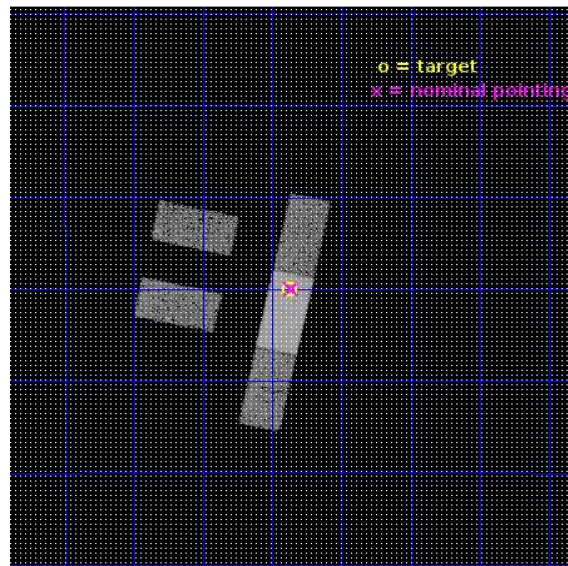 o = target
x = nominal pointing